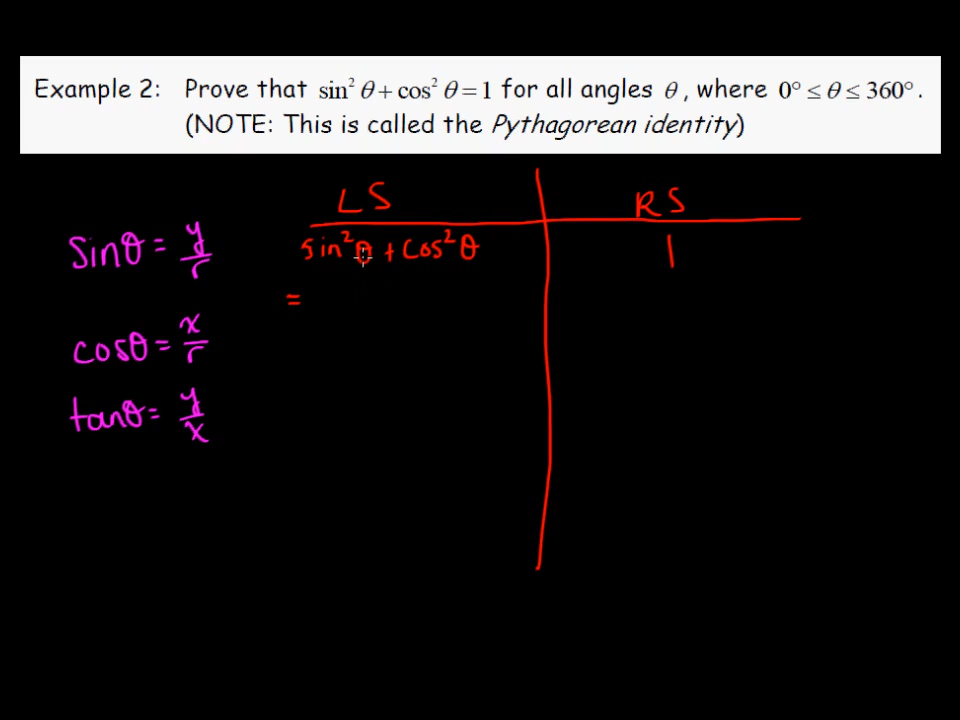 Example 2: Prove that sin² θ + cos² θ = 1 for all angles θ, where 0° ≤ θ ≤ 360°.
(NOTE: This is called the Pythagorean identity)
LS RS
sin²θ + cos²θ 1
=
sinθ = y/r
cosθ = x/r
tanθ = y/x